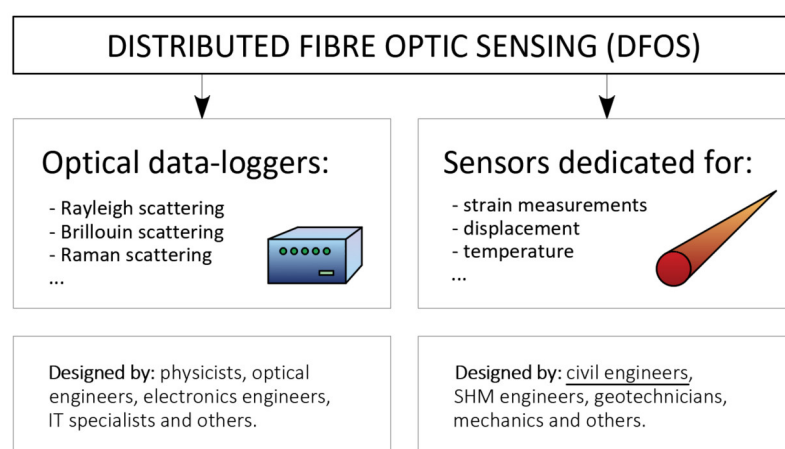 DISTRIBUTED FIBRE OPTIC SENSING (DFOS)
Optical data-loggers:
- Rayleigh scattering
- Brillouin scattering
- Raman scattering
...
Sensors dedicated for:
- strain measurements
- displacement
- temperature
...
Designed by: physicists, optical
engineers, electronics engineers,
IT specialists and others.
Designed by: civil engineers,
SHM engineers, geotechnicians,
mechanics and others.